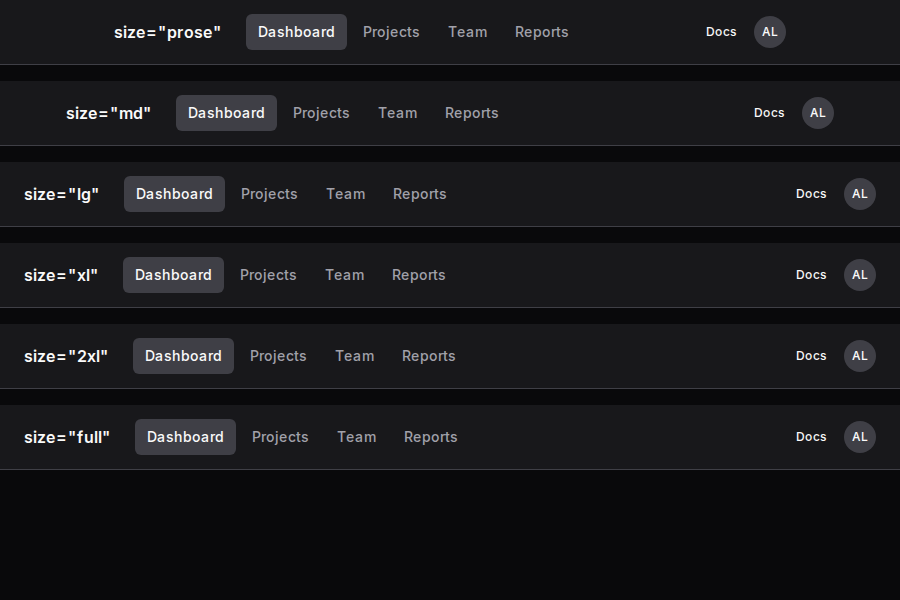 size="prose" Dashboard Projects Team Reports Docs AL
size="md" Dashboard Projects Team Reports Docs AL
size="lg" Dashboard Projects Team Reports Docs AL
size="xl" Dashboard Projects Team Reports Docs AL
size="2xl" Dashboard Projects Team Reports Docs AL
size="full" Dashboard Projects Team Reports Docs AL